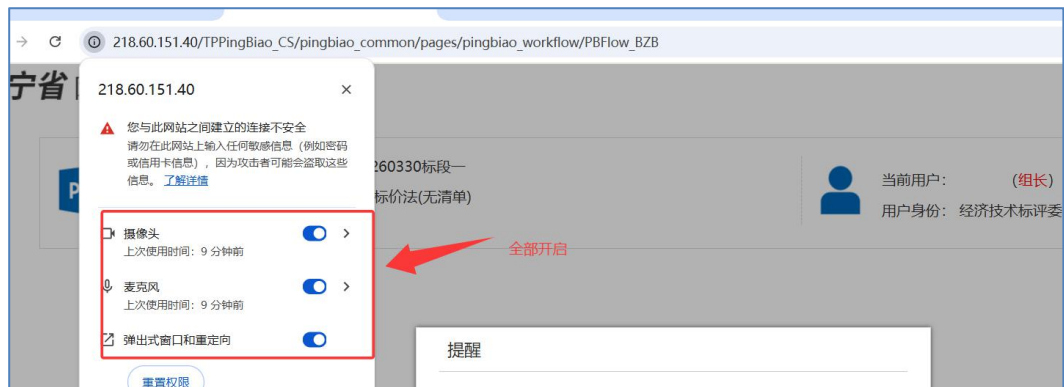 218.60.151.40/TPPingBiao_CS/pingbiao_common/pages/pingbiao_workflow/PBFlow_BZB
宁省
218.60.151.40
您与此网站之间建立的连接不安全
请勿在此网站上输入任何敏感信息（例如密码
或信用卡信息），因为攻击者可能会盗取这些
信息。 了解详情
260330标段一
标价法(无清单)
当前用户： (组长)
用户身份： 经济技术标评委
摄像头
上次使用时间：9 分钟前
全部开启
麦克风
上次使用时间：9 分钟前
弹出式窗口和重定向
重置权限
提醒